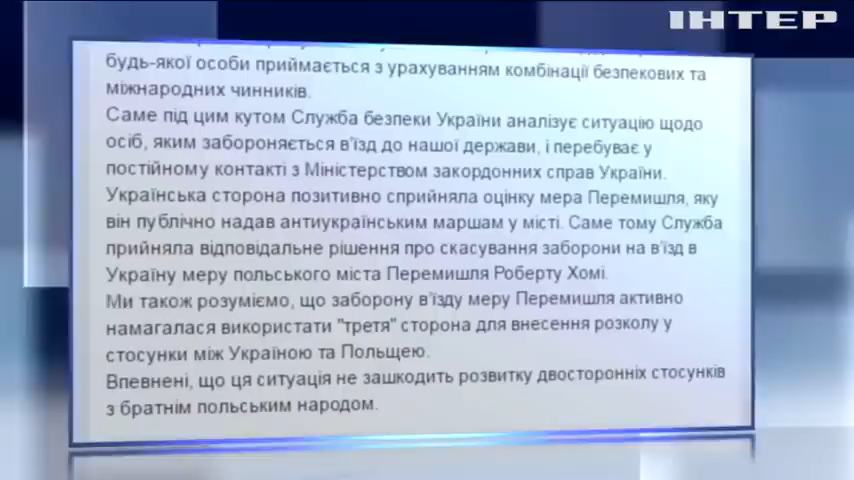 ІНТЕР
будь-якої особи приймається з урахуванням комбінації безпекових та
міжнародних чинників.
Саме під цим кутом Служба безпеки України аналізує ситуацію щодо
осіб, яким забороняється в'їзд до нашої держави, і перебуває у
постійному контакті з Міністерством закордонних справ України.
Українська сторона позитивно сприйняла оцінку мера Перемишля, яку
він публічно надав антиукраїнським маршам у місті. Саме тому Служба
прийняла відповідальне рішення про скасування заборони на в'їзд в
Україну меру польського міста Перемишля Роберту Хомі.
Ми також розуміємо, що заборону в'їзду меру Перемишля активно
намагалася використати "третя" сторона для внесення розколу у
стосунки між Україною та Польщею.
Впевнені, що ця ситуація не зашкодить розвитку двосторонніх стосунків
з братнім польським народом.